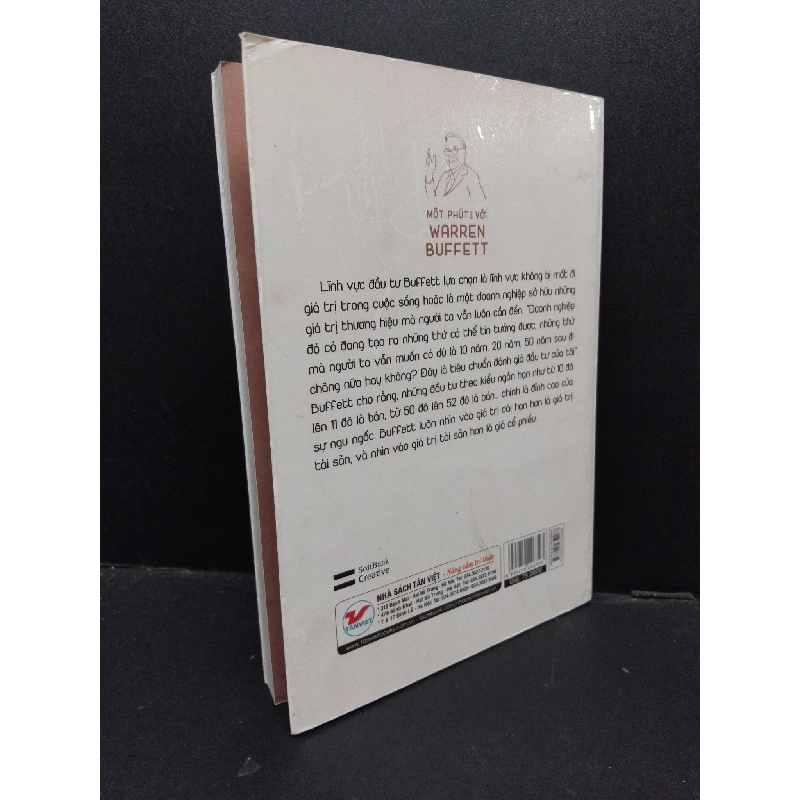 MỘT PHÚT & VỚI
WARREN
BUFFETT
Lĩnh vực đầu tư Buffett lựa chọn là lĩnh vực không bị mất đi
giá trị trong cuộc sống hoặc là một doanh nghiệp sở hữu những
giá trị thương hiệu mà người ta vẫn luôn cần đến. "Doanh nghiệp
đó có đang tạo ra những thứ có thể tin tưởng được, những thứ
mà người ta vẫn muốn có dù là 10 năm, 20 năm, 50 năm sau đi
chăng nữa hay không? Đây là tiêu chuẩn đánh giá đầu tư của tôi".
Buffett cho rằng, những đầu tư theo kiểu ngắn hạn như từ 10 đô
lên 11 đô là bán, từ 50 đô lên 52 đô là bán... chính là đỉnh cao của
sự ngu ngốc. Buffett luôn nhìn vào giá trị dài hạn hơn là giá trị
tài sản, và nhìn vào giá trị tài sản hơn là giá cổ phiếu.
SoftBank
Creative
TANVIET
NHÀ SÁCH TÂN VIỆT - Nâng tầm tri thức